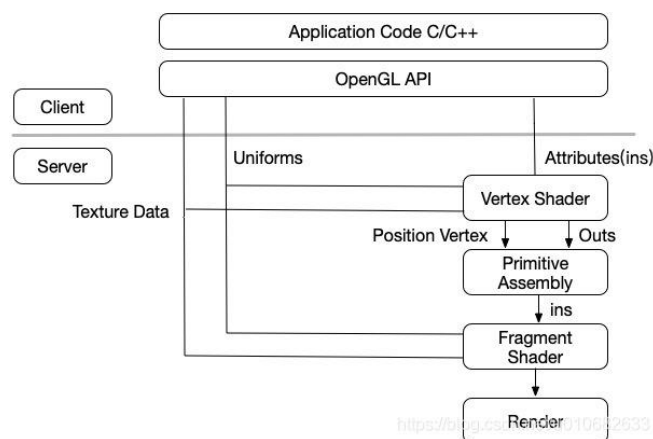 Application Code C/C++
OpenGL API
Client
Server
Uniforms
Attributes(ins)
Texture Data
Vertex Shader
Position Vertex
Outs
Primitive
Assembly
ins
Fragment
Shader
Render